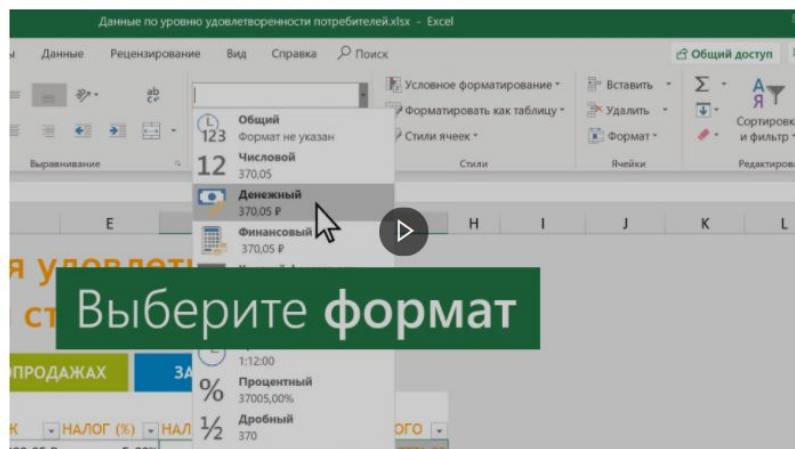 Данные по уровню удовлетворенности потребителей.xlsx - Excel
Данные Рецензирование Вид Справка Поиск Общий доступ
Условное форматирование
Форматировать как таблицу
Стили ячеек
Вставить
Удалить
Формат
Сортировка
и фильтр
Выравнивание Стили Ячейки
Общий
Формат не указан
Числовой
370,05
Денежный
370,05 ₽
Финансовый
370,05 ₽
E H I J K L
Выберите формат
1:12:00
Процентный
37005,00%
Дробный
370
НАЛОГ (%)